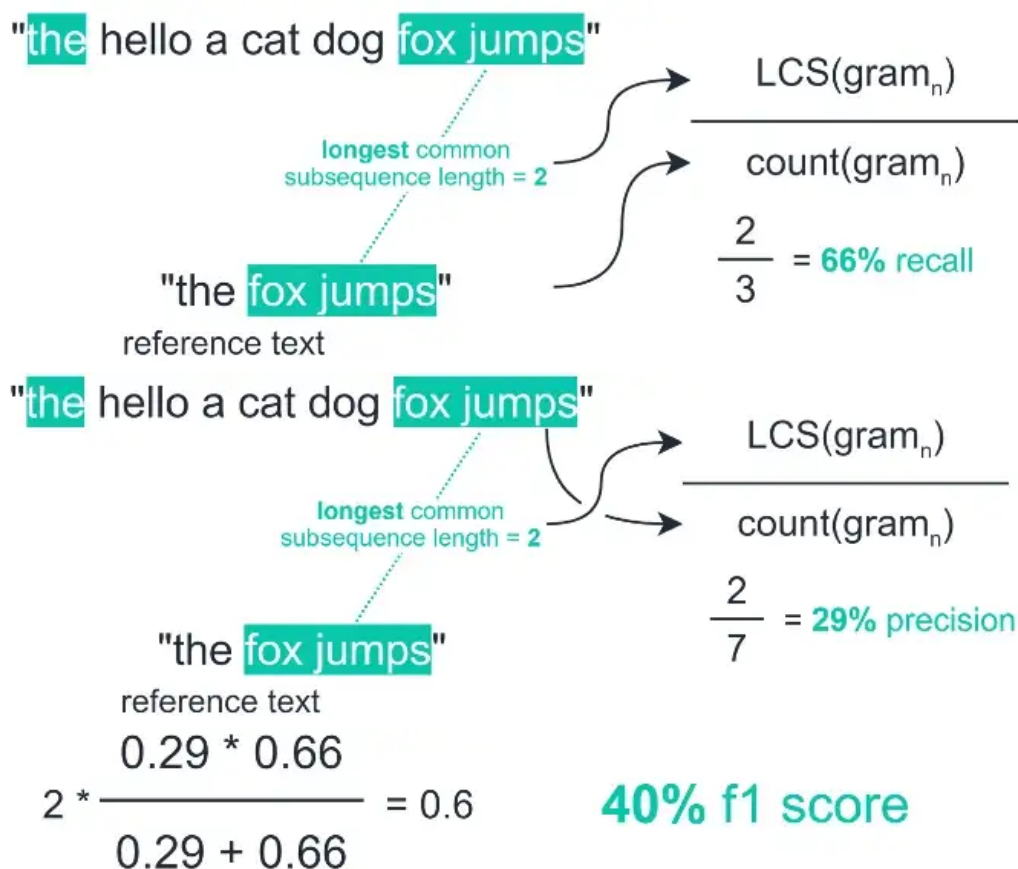 "the hello a cat dog fox jumps"
LCS(gramₙ)
longest common
subsequence length = 2
count(gramₙ)
2
3
= 66% recall
"the fox jumps"
reference text
"the hello a cat dog fox jumps"
LCS(gramₙ)
longest common
subsequence length = 2
count(gramₙ)
2
7
= 29% precision
"the fox jumps"
reference text
0.29 * 0.66
2 *
= 0.6
0.29 + 0.66
40% f1 score